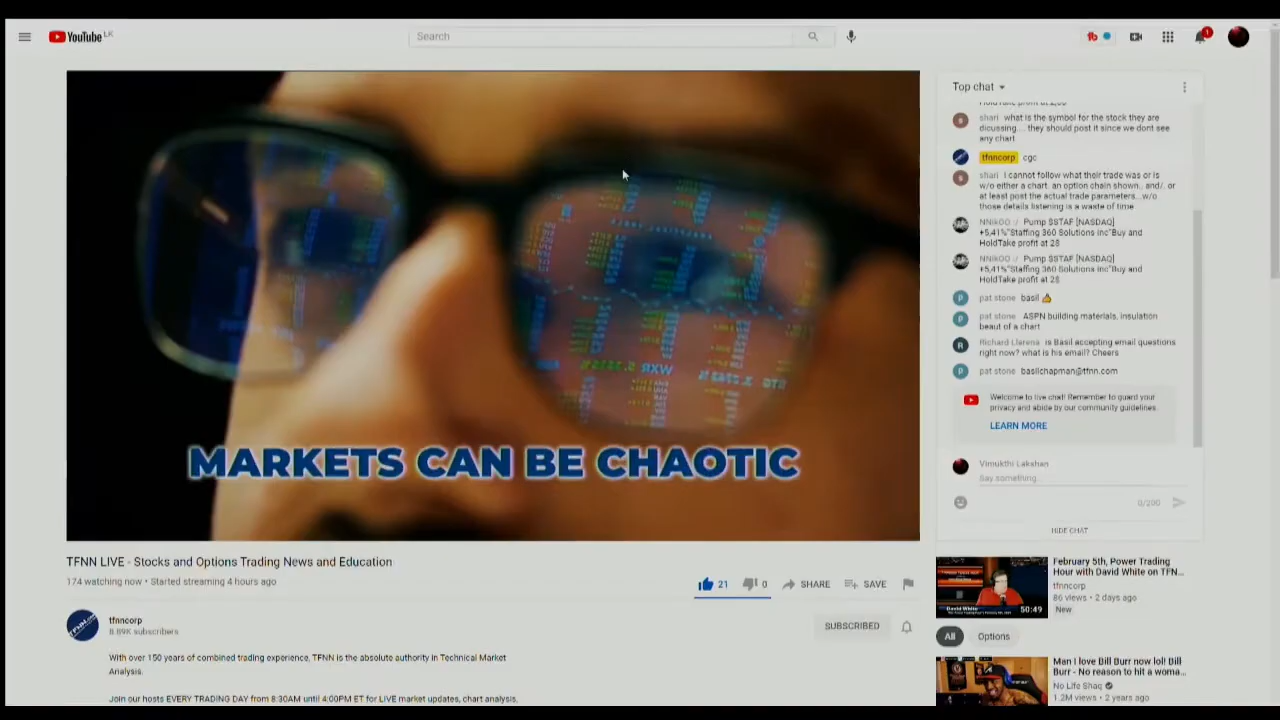 YouTube LK
Search
1
Top chat
shari what is the symbol for the stock they are
dicussing.... they should post it since we dont see
any chart
tfnncorp cgc
shari I cannot follow what their trade was or is
w/o either a chart. an option chain shown.. and/. or
at least post the actual trade parameters...w/o
those details listening is a waste of time
NNikOO :/ Pump $STAF [NASDAQ]
+5,41%"Staffing 360 Solutions Inc"Buy and
HoldTake profit at 2$
NNikOO :/ Pump $STAF [NASDAQ]
+5,41%"Staffing 360 Solutions Inc"Buy and
HoldTake profit at 2$
pat stone basil 👍
pat stone ASPN building materials, insulation
beaut of a chart
Richard Llerena is Basil accepting email questions
right now? what is his email? Cheers
pat stone basilchapman@tfnn.com
Welcome to live chat! Remember to guard your
privacy and abide by our community guidelines.
LEARN MORE
Vimukthi Lakshan
Say something...
0/200
HIDE CHAT
WXR
MARKETS CAN BE CHAOTIC
TFNN LIVE - Stocks and Options Trading News and Education
174 watching now • Started streaming 4 hours ago
21 0 SHARE SAVE
tfnncorp
8.89K subscribers
SUBSCRIBED
With over 150 years of combined trading experience, TFNN is the absolute authority in Technical Market
Analysis.
Join our hosts EVERY TRADING DAY from 8:30AM until 4:00PM ET for LIVE market updates, chart analysis,
February 5th, Power Trading
Hour with David White on TFN...
tfnncorp
86 views • 2 days ago
New
David White
50:49
All Options
Man I love Bill Burr now lol! Bill
Burr - No reason to hit a woma...
No Life Shaq
1.2M views • 2 years ago